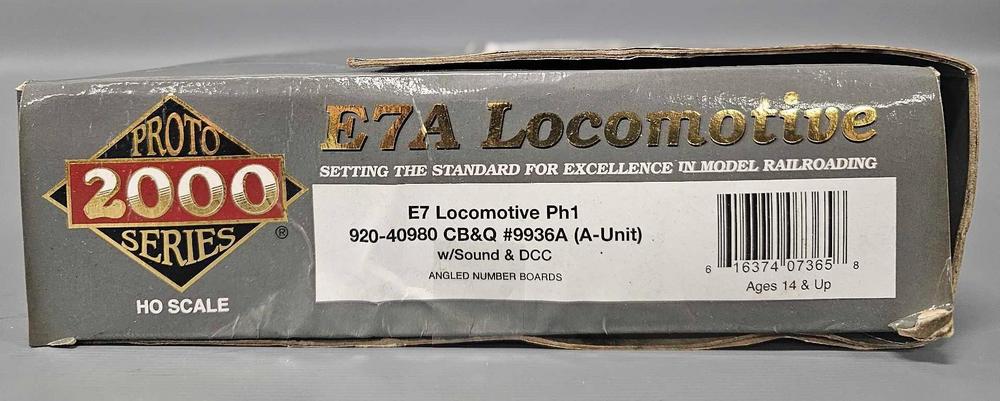 PROTO
2000
SERIES
®
HO SCALE
E7A Locomotive
SETTING THE STANDARD FOR EXCELLENCE IN MODEL RAILROADING
E7 Locomotive Ph1
920-40980 CB&Q #9936A (A-Unit)
w/Sound & DCC
ANGLED NUMBER BOARDS
6 16374 07365 8
Ages 14 & Up